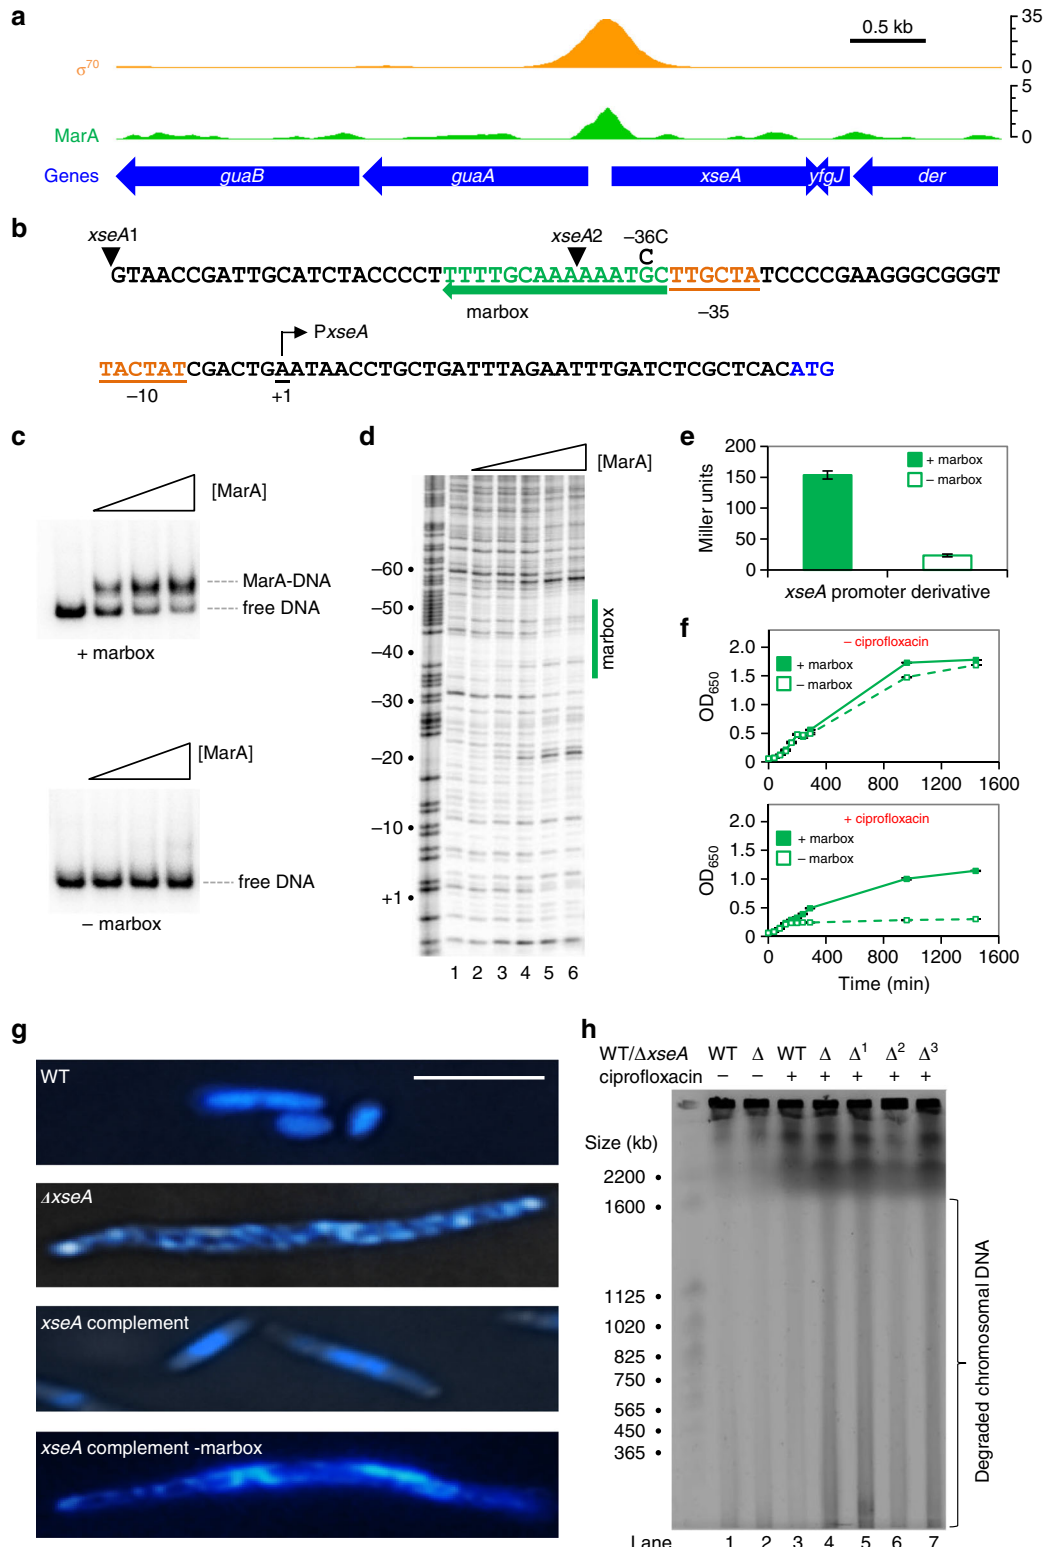 a
35
0.5 kb
σ70
0
5
MarA
0
Genes
guaB
guaA
xseA
yfgJ
der
b
xseA1
xseA2
–36C
C
GTAACCGATTGCATCTACCCCTTTTTGCAAAAAATGCTTGCTATCCCCGAAGGGCGGGT
marbox
–35
PxseA
TACTATCGACTGAATAACCTGCTGATTTAGAATTTGATCTCGCTCACATG
–10
+1
c
[MarA]
MarA-DNA
free DNA
+ marbox
[MarA]
free DNA
– marbox
d
[MarA]
–60
–50
marbox
–40
–30
–20
–10
+1
1 2 3 4 5 6
e
200
150
100
50
0
Miller units
+ marbox
– marbox
xseA promoter derivative
f
– ciprofloxacin
2.0
1.5
1.0
0.5
0
OD650
+ marbox
– marbox
0 400 800 1200 1600
+ ciprofloxacin
2.0
1.5
1.0
0.5
0
OD650
+ marbox
– marbox
0 400 800 1200 1600
Time (min)
g
WT
ΔxseA
xseA complement
xseA complement -marbox
h
WT/ΔxseA WT Δ WT Δ Δ1 Δ2 Δ3
ciprofloxacin – – + + + + +
Size (kb)
2200
1600
1125
1020
825
750
565
450
365
Degraded chromosomal DNA
Lane 1 2 3 4 5 6 7